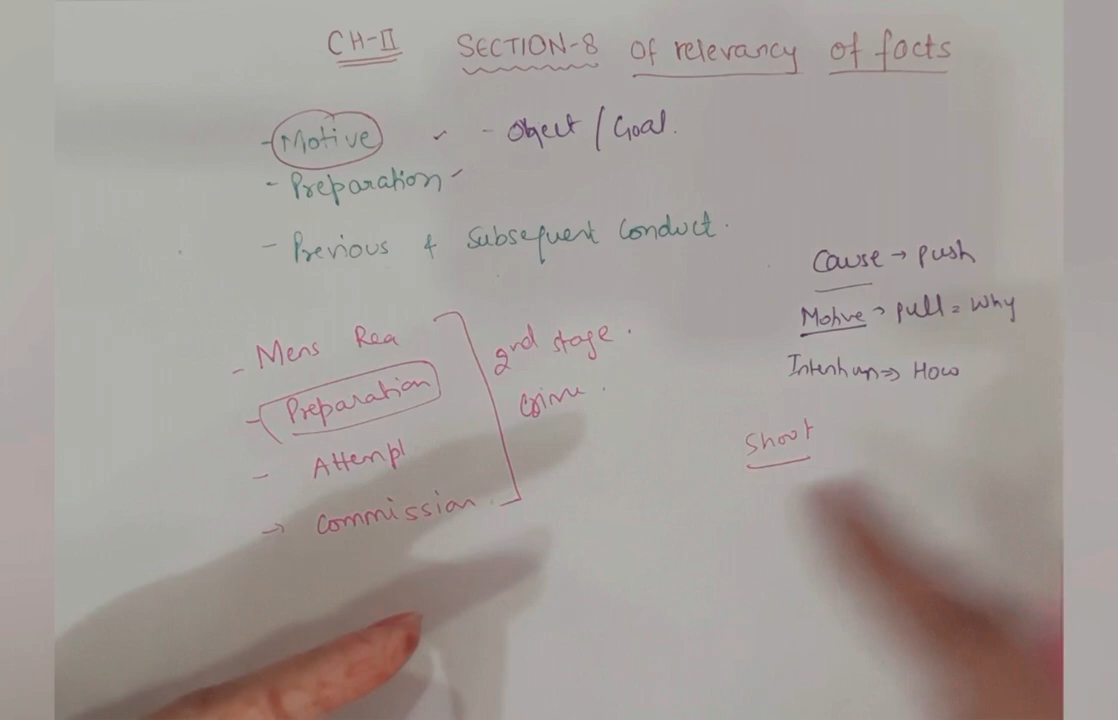 CH-II SECTION-8 of relevancy of facts
- Motive ✓ - Object / Goal.
- Preparation
- Previous & Subsequent Conduct.
Cause → push
Motive → pull = Why
Intention ⇒ How
- Mens Rea
- Preparation
- Attempt
→ Commission.
2nd stage
crime.
Shoot